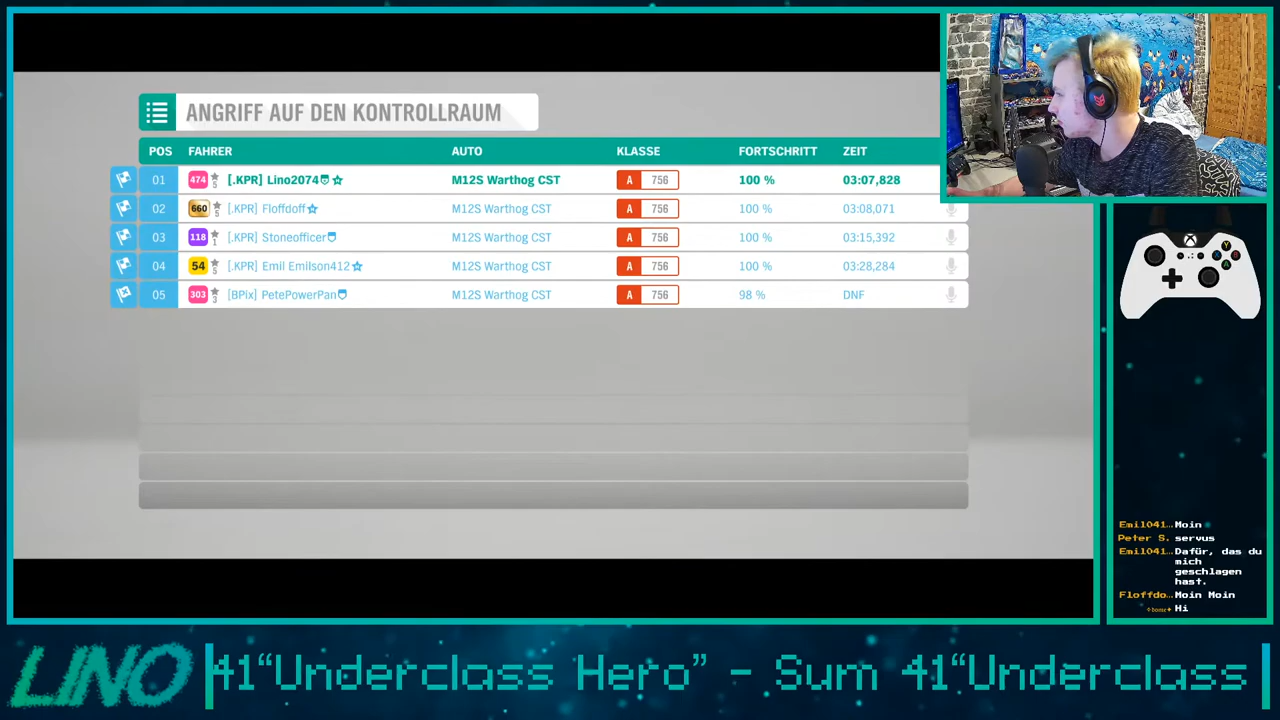 ANGRIFF AUF DEN KONTROLLRAUM
POS FAHRER AUTO KLASSE FORTSCHRITT ZEIT
01 474 5 [.KPR] Lino2074 M12S Warthog CST A 756 100 % 03:07,828
02 660 5 [.KPR] Floffdoff M12S Warthog CST A 756 100 % 03:08,071
03 118 1 [.KPR] Stoneofficer M12S Warthog CST A 756 100 % 03:15,392
04 54 5 [.KPR] Emil Emilson412 M12S Warthog CST A 756 100 % 03:28,284
05 303 3 [BPix] PetePowerPan M12S Warthog CST A 756 98 % DNF
Y
X B
A
Emil041… Moin
Peter S. servus
Emil041… Dafür, das du
mich
geschlagen
hast.
Floffdo… Moin Moin
Hi
LINO
41“Underclass Hero” - Sum 41“Underclass